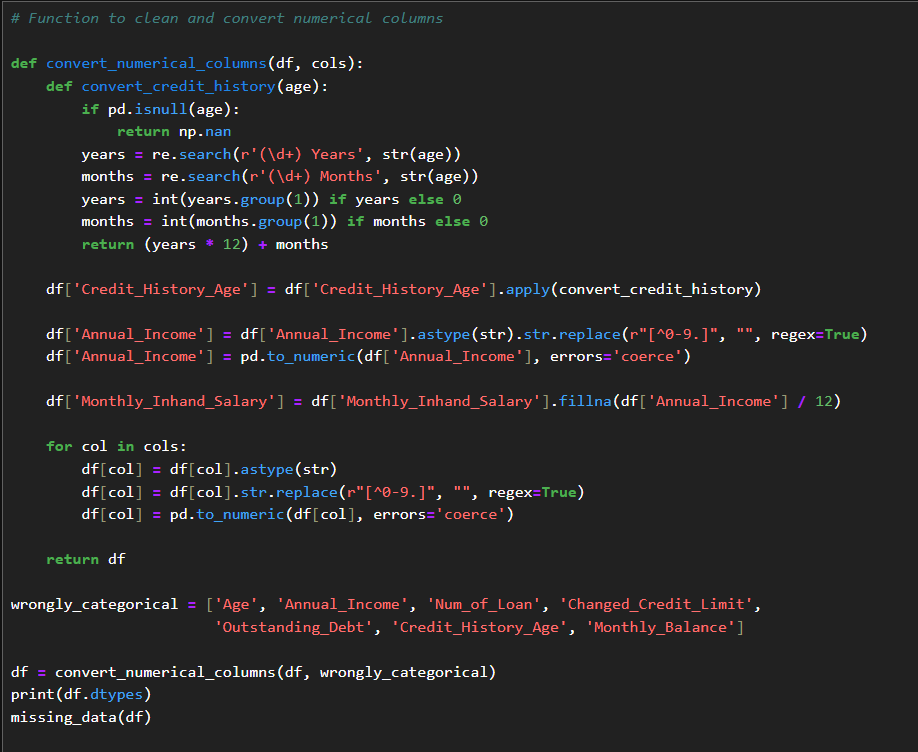 # Function to clean and convert numerical columns
def convert_numerical_columns(df, cols):
def convert_credit_history(age):
if pd.isnull(age):
return np.nan
years = re.search(r'(\d+) Years', str(age))
months = re.search(r'(\d+) Months', str(age))
years = int(years.group(1)) if years else 0
months = int(months.group(1)) if months else 0
return (years * 12) + months
df['Credit_History_Age'] = df['Credit_History_Age'].apply(convert_credit_history)
df['Annual_Income'] = df['Annual_Income'].astype(str).str.replace(r"[^0-9.]", "", regex=True)
df['Annual_Income'] = pd.to_numeric(df['Annual_Income'], errors='coerce')
df['Monthly_Inhand_Salary'] = df['Monthly_Inhand_Salary'].fillna(df['Annual_Income'] / 12)
for col in cols:
df[col] = df[col].astype(str)
df[col] = df[col].str.replace(r"[^0-9.]", "", regex=True)
df[col] = pd.to_numeric(df[col], errors='coerce')
return df
wrongly_categorical = ['Age', 'Annual_Income', 'Num_of_Loan', 'Changed_Credit_Limit',
'Outstanding_Debt', 'Credit_History_Age', 'Monthly_Balance']
df = convert_numerical_columns(df, wrongly_categorical)
print(df.dtypes)
missing_data(df)